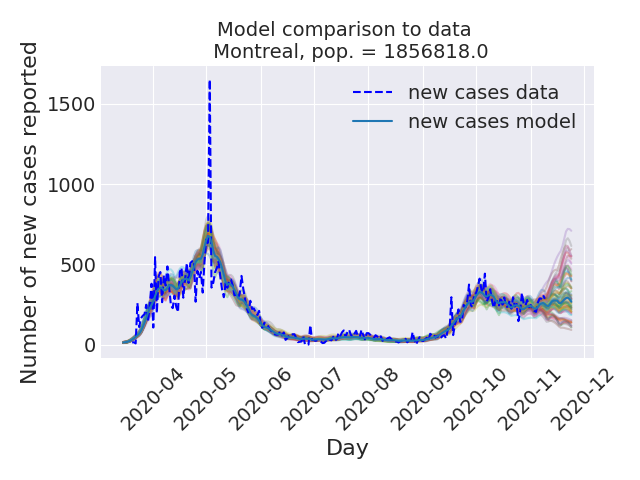 Model comparison to data
Montreal, pop. = 1856818.0
Number of new cases reported
1500
1000
500
0
new cases data
new cases model
2020-04
2020-05
2020-06
2020-07
2020-08
2020-09
2020-10
2020-11
2020-12
Day